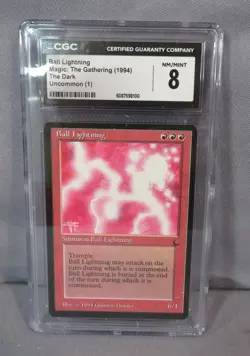 CGC
CERTIFIED GUARANTY COMPANY
Ball Lightning
Magic: The Gathering (1994)
The Dark
Uncommon (1)
NM/MINT
8
Ball Lightning
Summon Ball Lightning
Trample
Ball Lightning may attack on the
turn during which it is summoned.
Ball Lightning is buried at the end
of the turn during which it was
summoned.
6/1